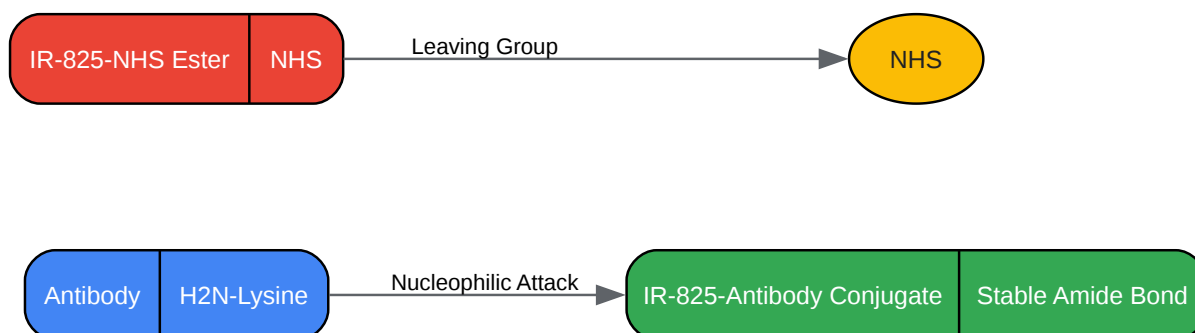 IR-825-NHS Ester NHS Leaving Group NHS
Antibody H2N-Lysine Nucleophilic Attack IR-825-Antibody Conjugate Stable Amide Bond